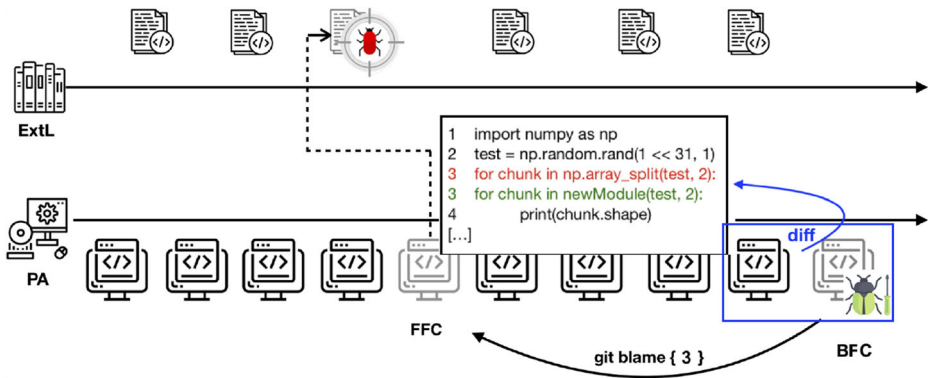 </>
</>
</>
</>
</>
ExtL
1 import numpy as np
2 test = np.random.rand(1 << 31, 1)
3 for chunk in np.array_split(test, 2):
3 for chunk in newModule(test, 2):
4 print(chunk.shape)
[...]
diff
PA
</>
</>
</>
</>
</>
</>
</>
</>
</>
</>
FFC
git blame { 3 }
BFC